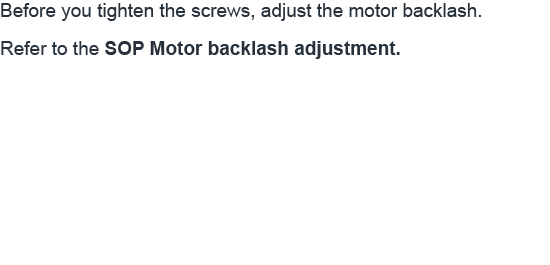 Before you tighten the screws, adjust the motor backlash.
Refer to the SOP Motor backlash adjustment.